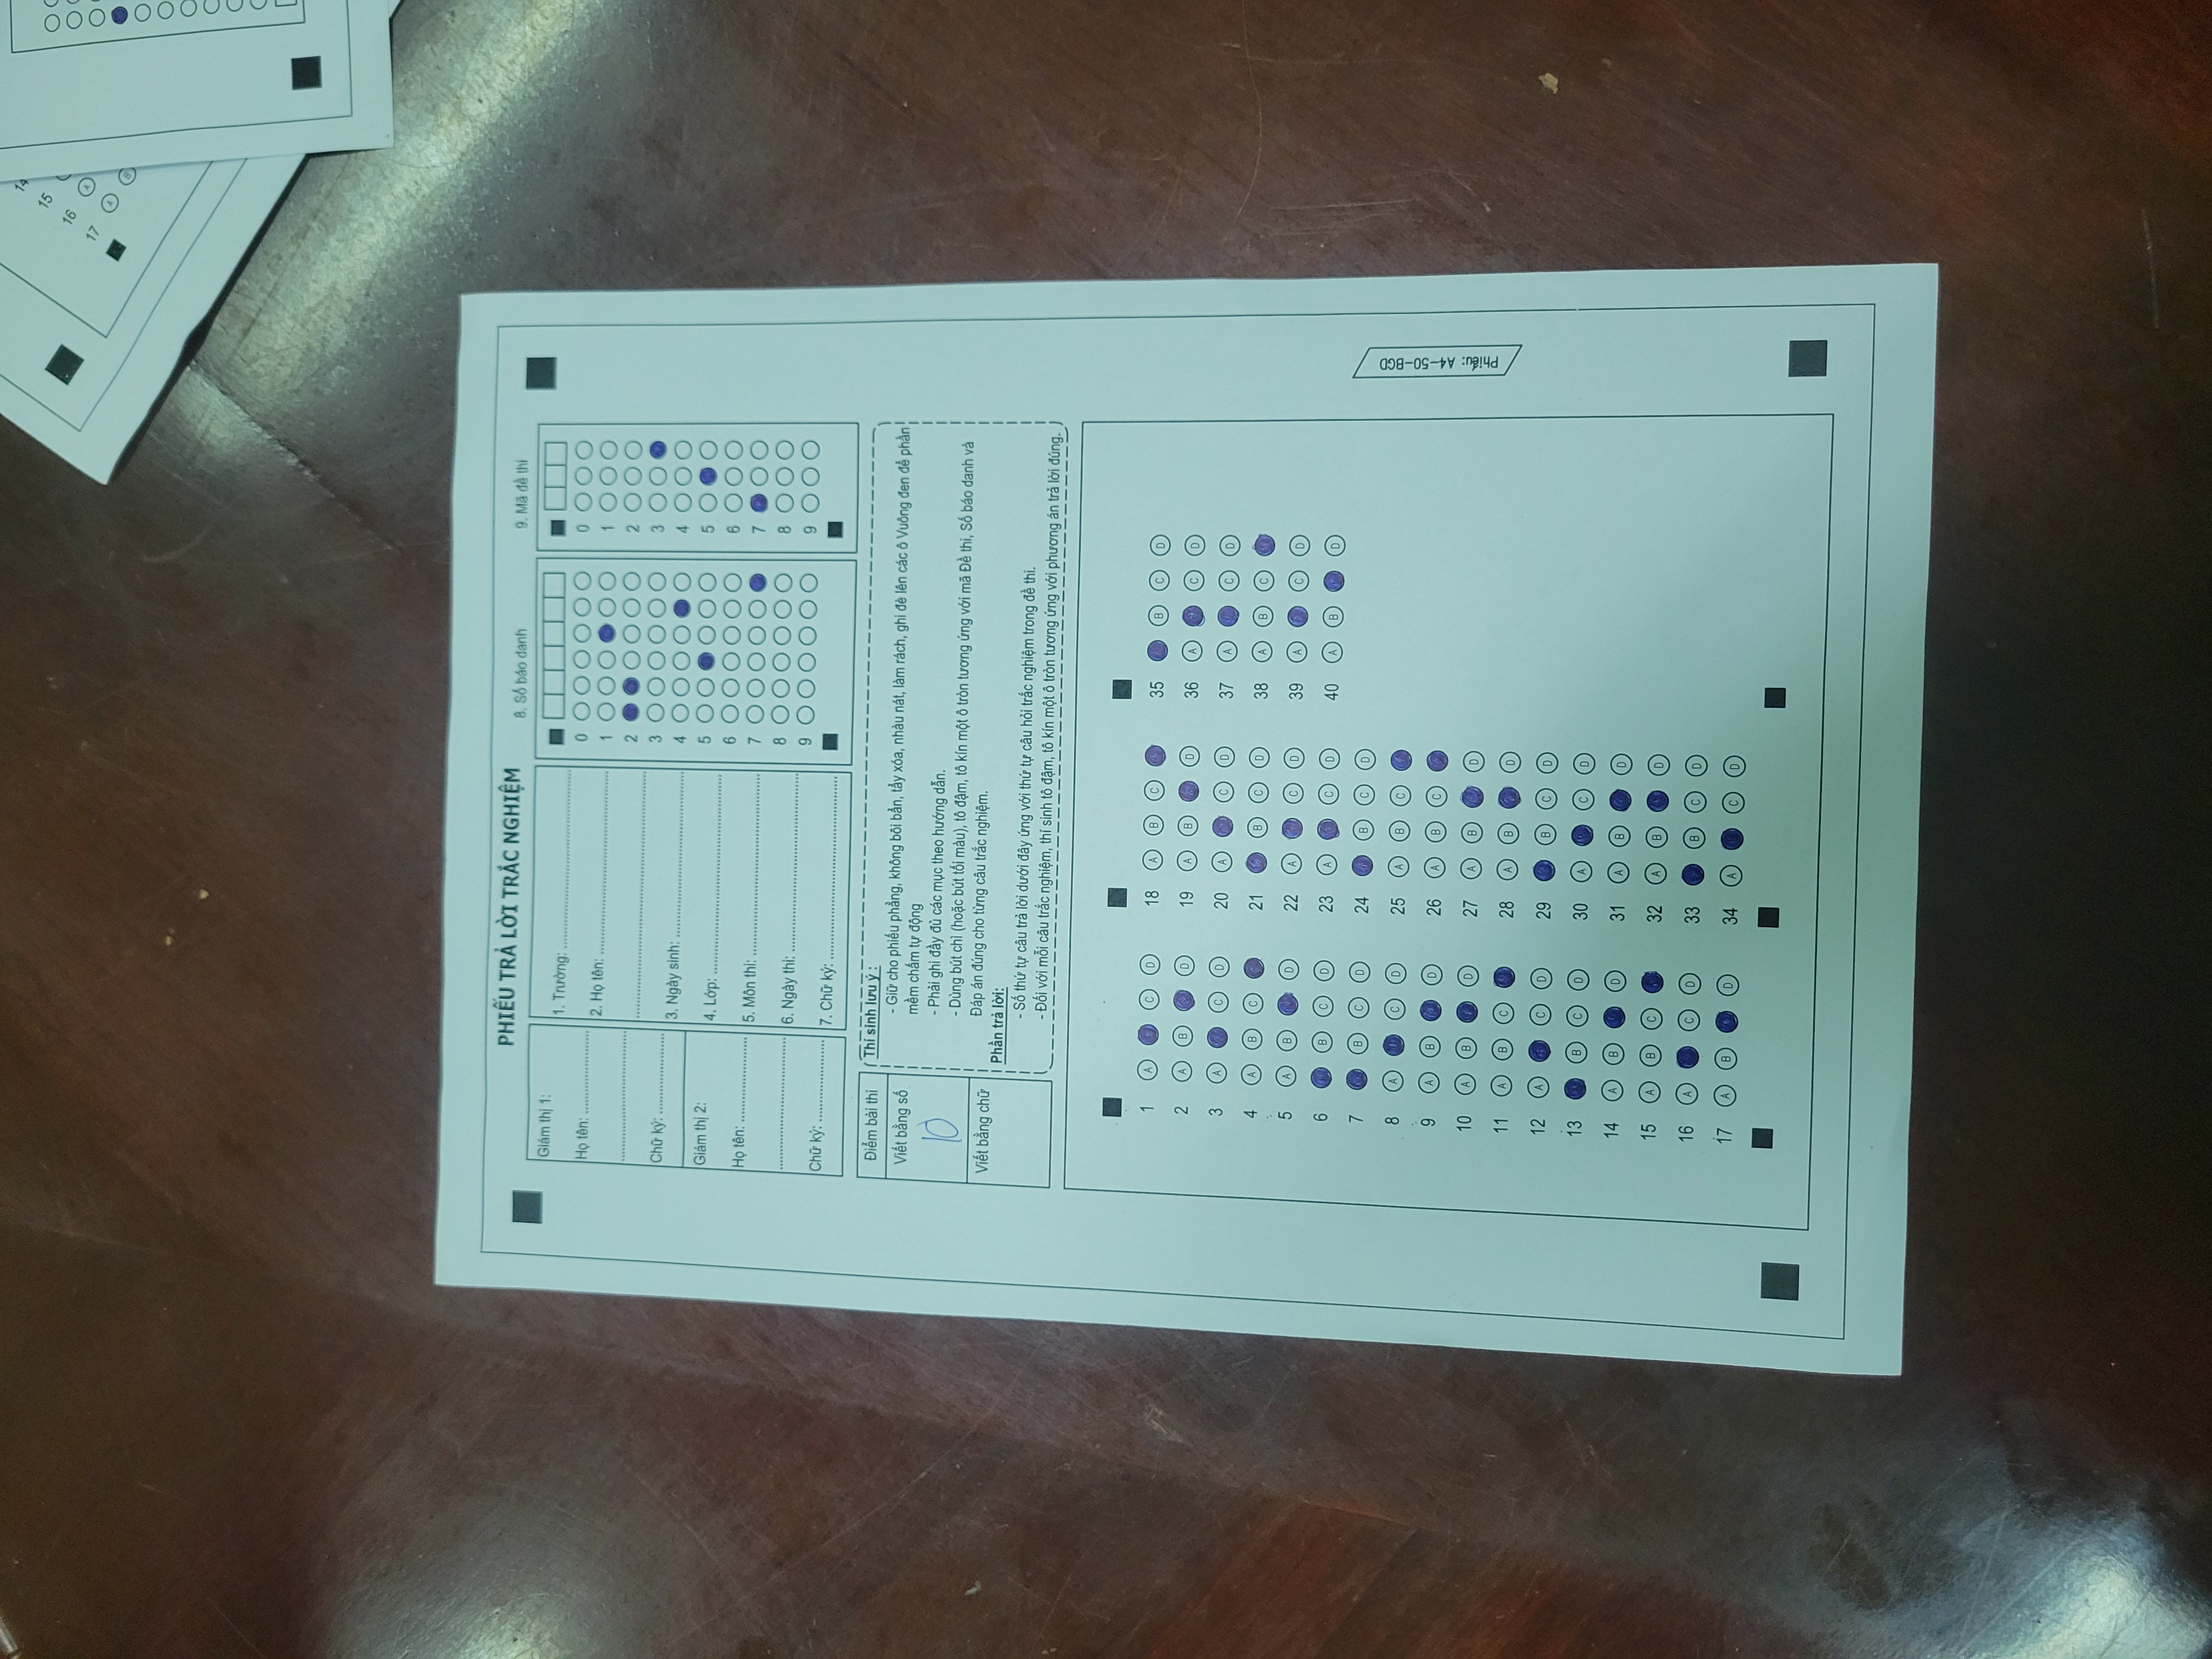 PHIẾU TRẢ LỜI TRẮC NGHIỆM
Giám thị 1:
Họ tên:
Chữ ký:
Giám thị 2:
Họ tên:
Chữ ký:
1. Trường:
2. Họ tên:
3. Ngày sinh:
4. Lớp:
5. Môn thi:
6. Ngày thi:
7. Chữ ký:
8. Số báo danh
0
1
2
3
4
5
6
7
8
9
9. Mã đề thi
0
1
2
3
4
5
6
7
8
9
Điểm bài thi
Viết bằng số
10
Viết bằng chữ
Thí sinh lưu ý :
- Giữ cho phiếu phẳng, không bôi bẩn, tẩy xóa, nhàu nát, làm rách, ghi đè lên các ô Vuông đen để phần
mềm chấm tự động
- Phải ghi đầy đủ các mục theo hướng dẫn.
- Dùng bút chì (hoặc bút tối màu), tô đậm, tô kín một ô tròn tương ứng với mã Đề thi, Số báo danh và
Đáp án đúng cho từng câu trắc nghiệm.
Phần trả lời:
- Số thứ tự câu trả lời dưới đây ứng với thứ tự câu hỏi trắc nghiệm trong đề thi.
- Đối với mỗi câu trắc nghiệm, thí sinh tô đậm, tô kín một ô tròn tương ứng với phương án trả lời đúng.
1 A C D
2 A B D
3 A C D
4 A B C
5 A B D
6 B C D
7 B C D
8 A C D
9 A B D
10 A B D
11 A B C
12 A C D
13 B C D
14 A B D
15 A B C
16 A C D
17 A B D
18 A B C
19 A B D
20 A C D
21 B C D
22 A C D
23 A C D
24 B C D
25 A B C
26 A B C
27 A B D
28 A B D
29 B C D
30 A C D
31 A B D
32 A B D
33 B C D
34 A C D
35 B C D
36 A C D
37 A C D
38 A B C
39 A C D
40 A B D
Phiếu: A4-50-BGD
14
15
16 A
17 A B